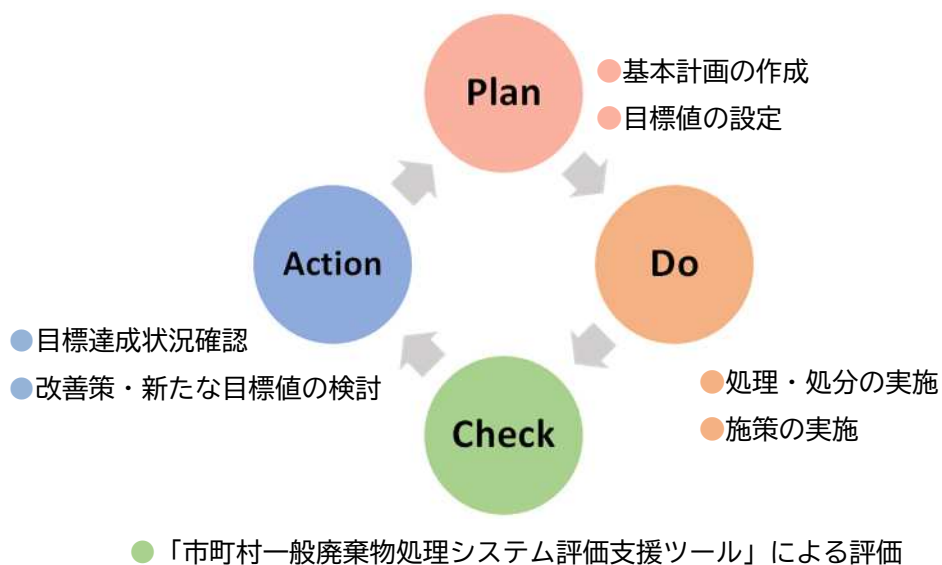 Plan
●基本計画の作成
●目標値の設定
Do
●処理・処分の実施
●施策の実施
Check
●「市町村一般廃棄物処理システム評価支援ツール」による評価
Action
●目標達成状況確認
●改善策・新たな目標値の検討